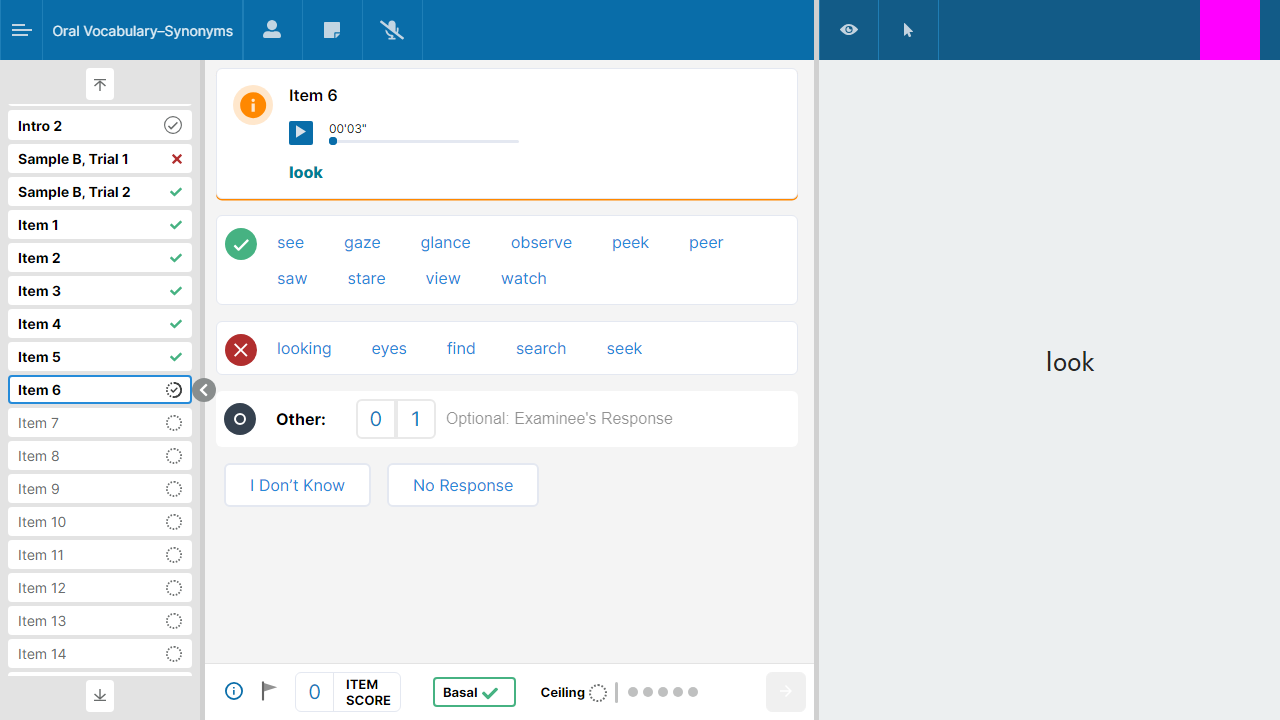 Oral Vocabulary–Synonyms
Intro 2
Sample B, Trial 1
Sample B, Trial 2
Item 1
Item 2
Item 3
Item 4
Item 5
Item 6
Item 7
Item 8
Item 9
Item 10
Item 11
Item 12
Item 13
Item 14
Item 6
00'03"
look
see gaze glance observe peek peer
saw stare view watch
looking eyes find search seek
Other: 0 1 Optional: Examinee's Response
I Don’t Know No Response
0 ITEM SCORE Basal Ceiling
look